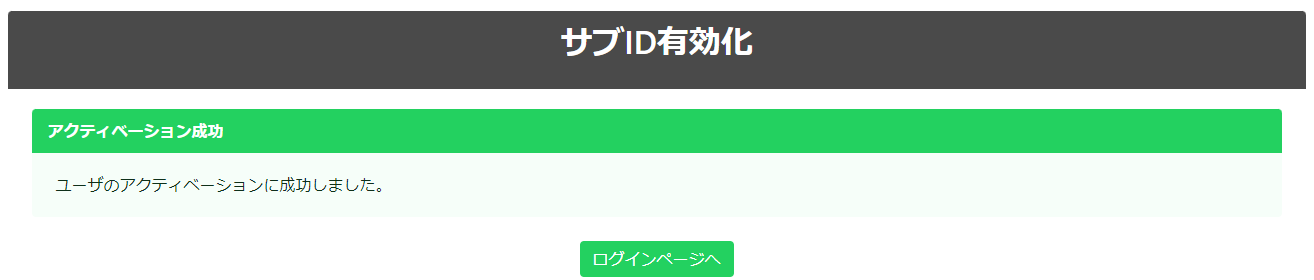 サブID有効化
アクティベーション成功
ユーザのアクティベーションに成功しました。
ログインページへ